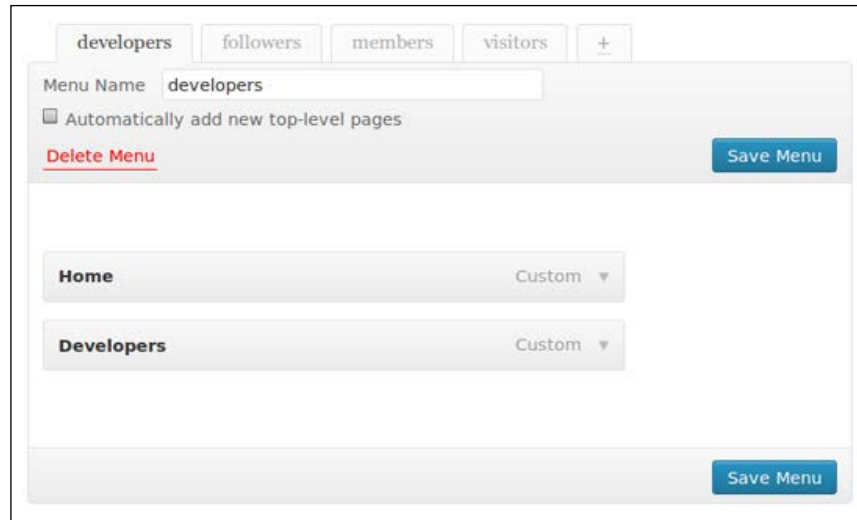 developers followers members visitors +
Menu Name developers
Automatically add new top-level pages
Delete Menu Save Menu
Home Custom ▼
Developers Custom ▼
Save Menu